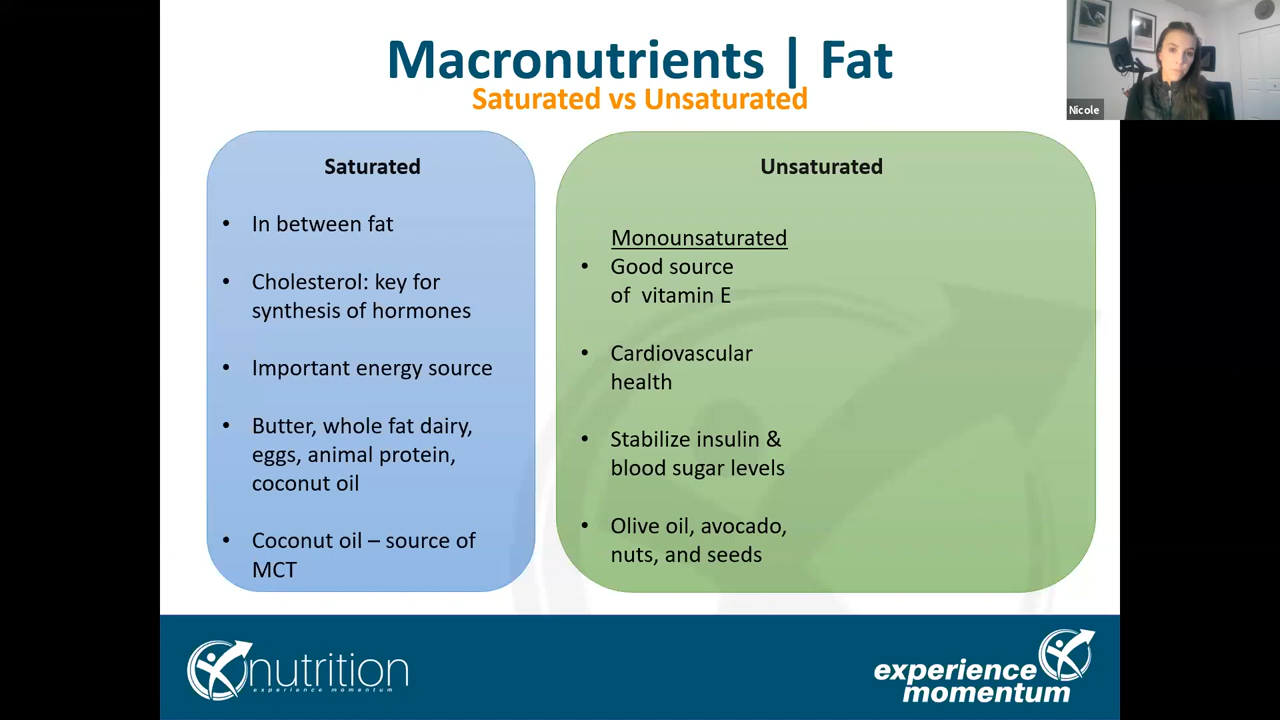 Macronutrients | Fat
Saturated vs Unsaturated
Nicole
Saturated
• In between fat
• Cholesterol: key for
synthesis of hormones
• Important energy source
• Butter, whole fat dairy,
eggs, animal protein,
coconut oil
• Coconut oil – source of
MCT
Unsaturated
Monounsaturated
• Good source
of vitamin E
• Cardiovascular
health
• Stabilize insulin &
blood sugar levels
• Olive oil, avocado,
nuts, and seeds
nutrition
experience momentum
experience
momentum